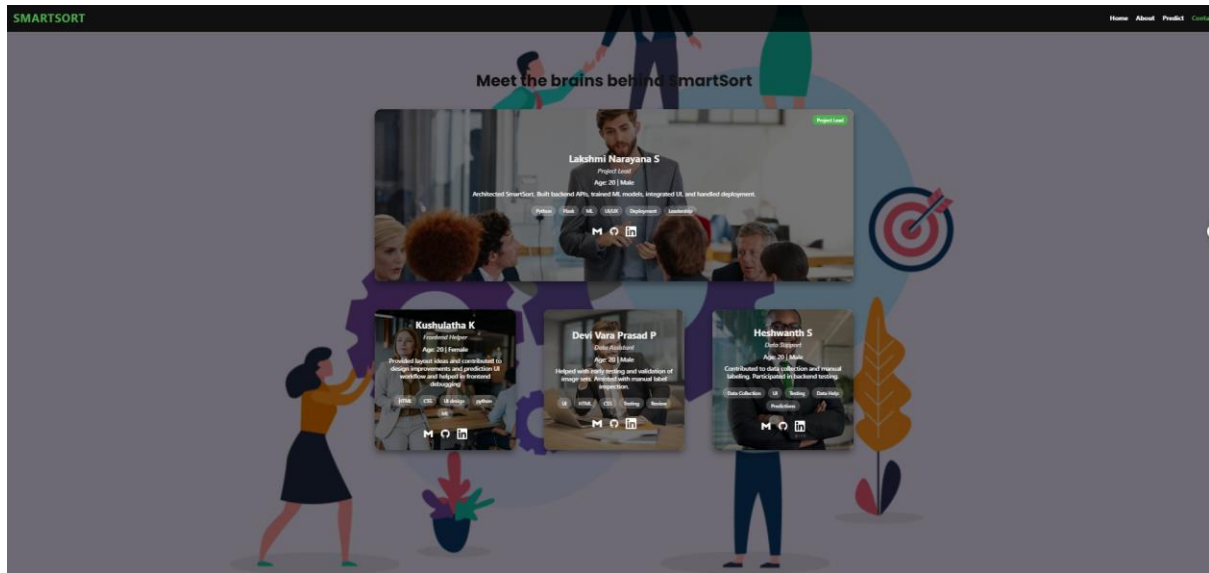 SMARTSORT
Home About Predict
Meet the brains behind SmartSort
Project Lead
Lakshmi Narayana S
Project Lead
Age: 20 | Male
Architected SmartSort. Built backend APIs, trained ML models, integrated UI, and handled deployment.
Python Flask ML UI/UX Deployment Leadership
Kushulatha K
Frontend Helper
Age: 20 | Female
Provided layout ideas and contributed to
design improvements and prediction UI
workflow and helped in frontend
debugging
HTML CSS UI design python
ML
Devi Vara Prasad P
Data Assistant
Age: 20 | Male
Helped with early testing and validation of
image sets. Assisted with manual label
inspection.
UI HTML CSS Testing Review
Heshwanth S
Data Support
Age: 20 | Male
Contributed to data collection and manual
labeling. Participated in backend testing.
Data Collection UI Testing Data Help
Predictions